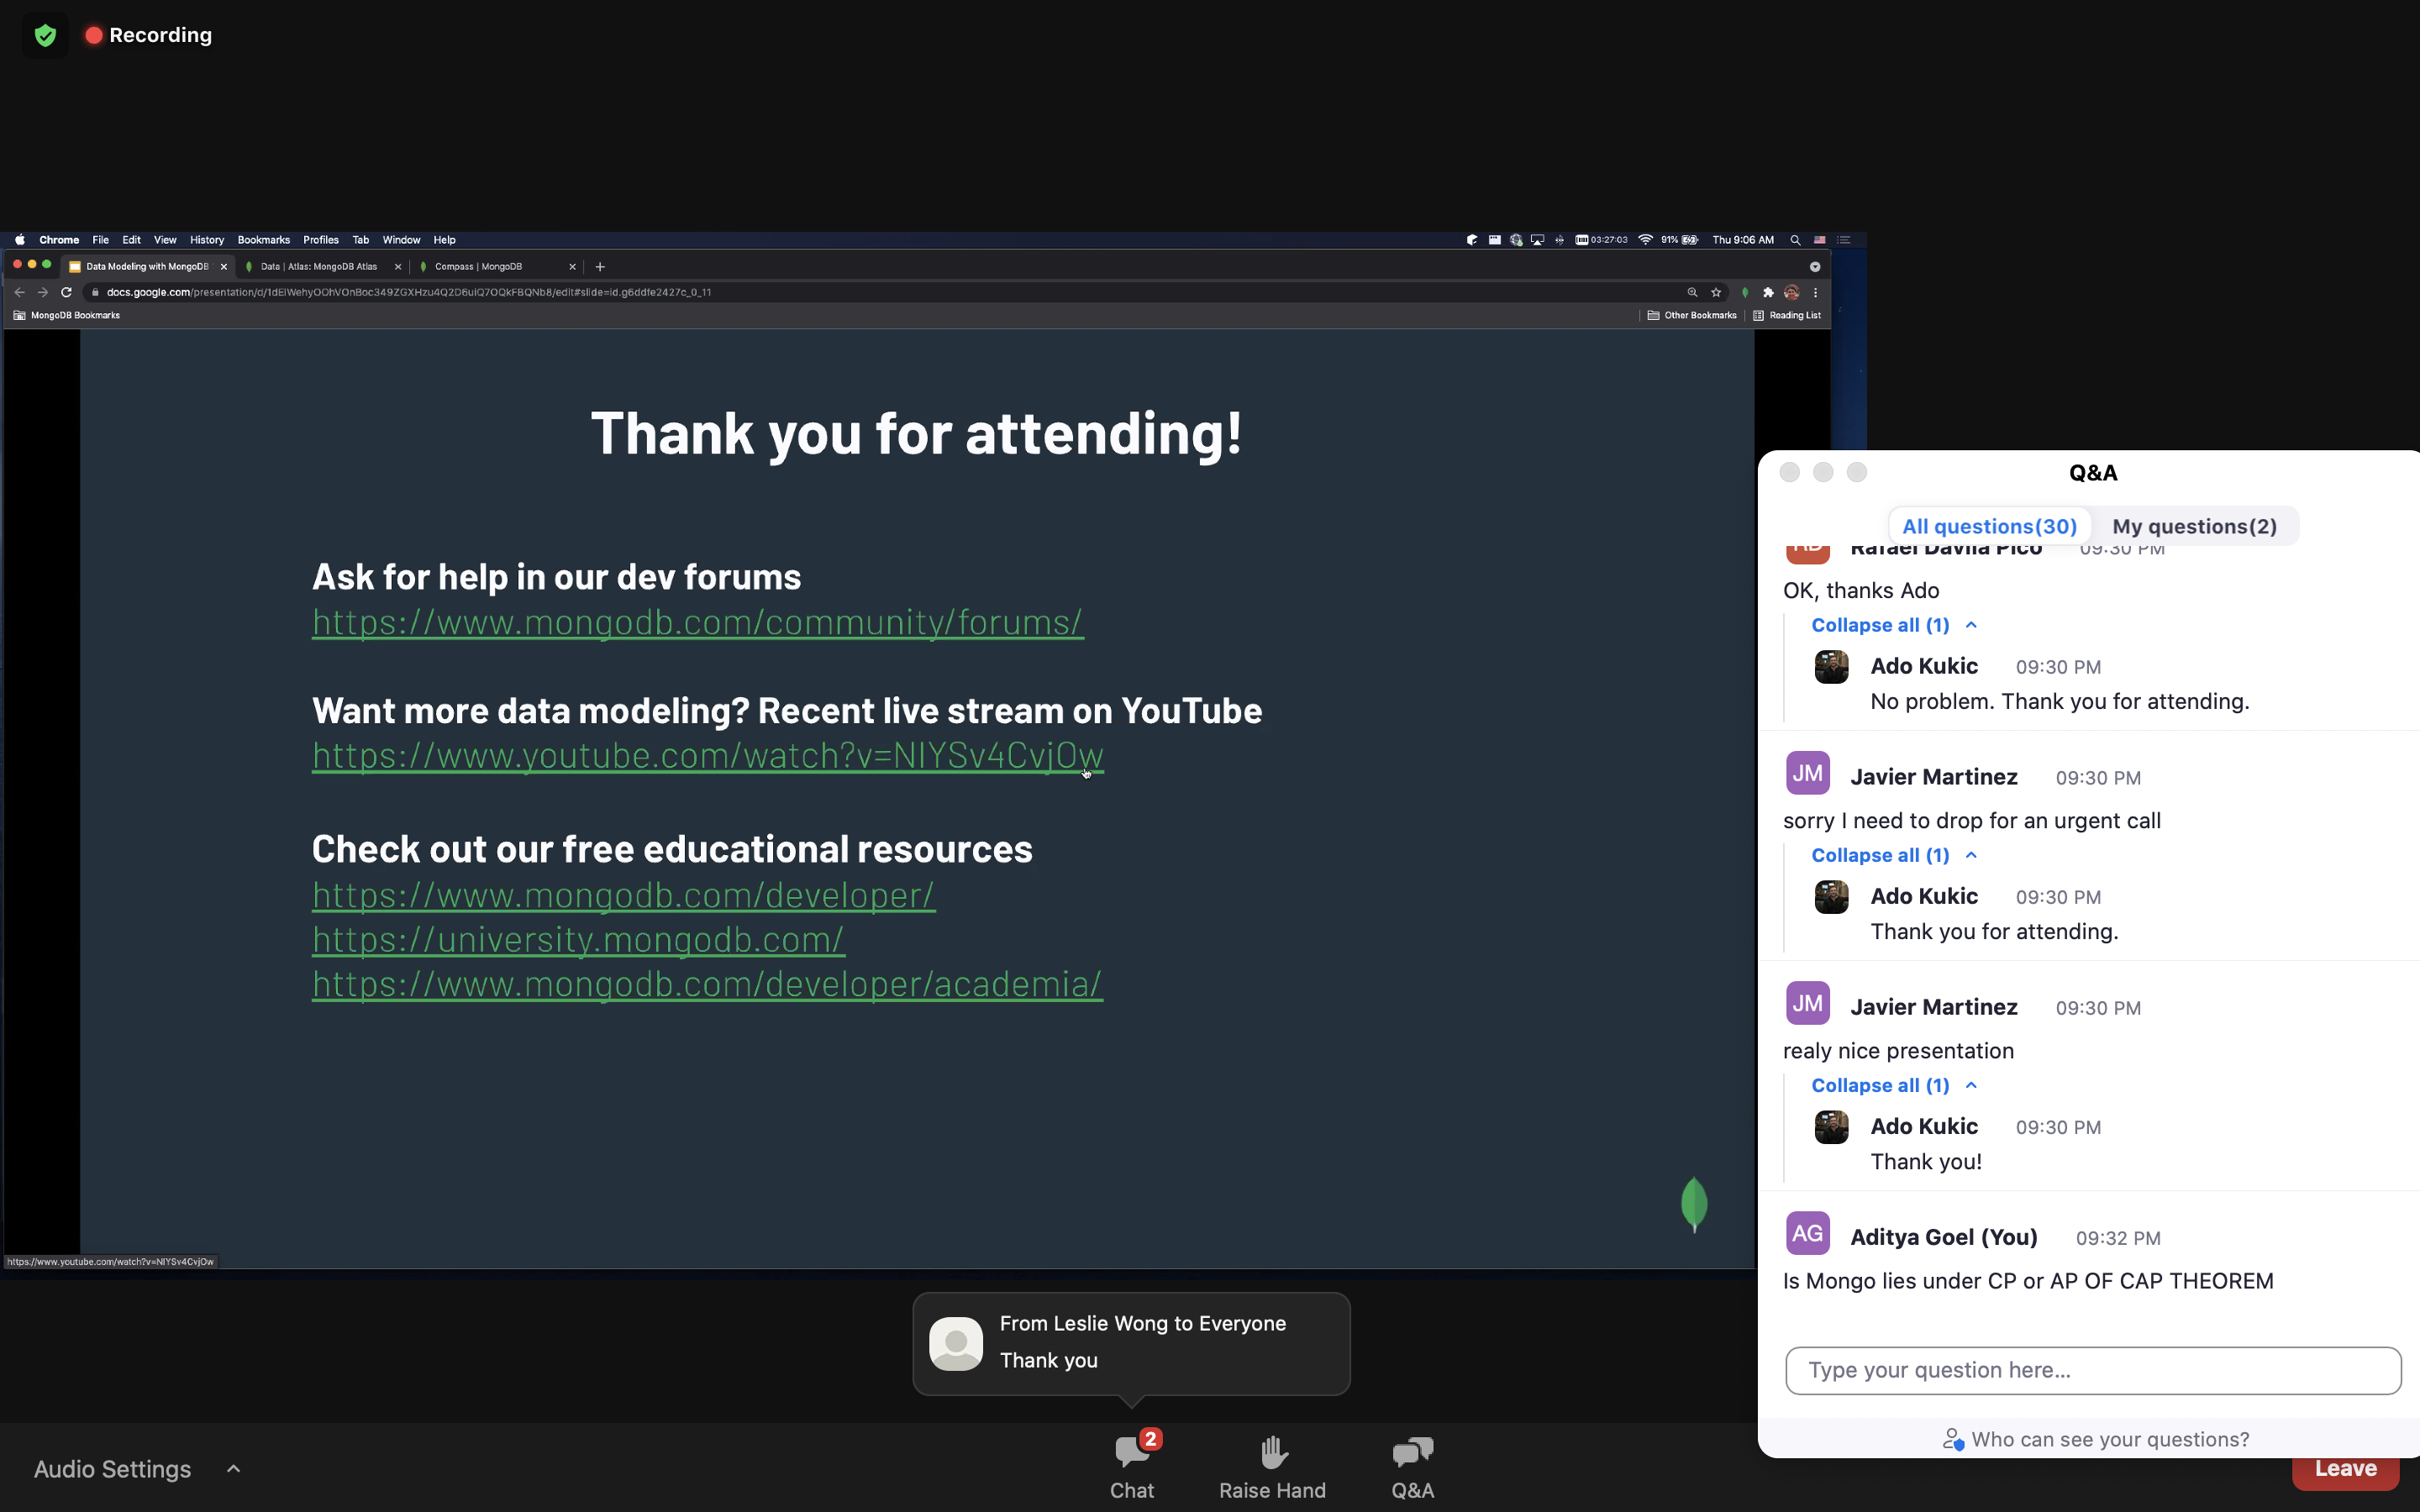 Recording
Chrome File Edit View History Bookmarks Profiles Tab Window Help
03:27:03 91% Thu 9:06 AM
Data Modeling with MongoDB
Data | Atlas: MongoDB Atlas
Compass | MongoDB
docs.google.com/presentation/d/
MongoDB Bookmarks
Other Bookmarks
Reading List
Thank you for attending!
Ask for help in our dev forums
https://www.mongodb.com/community/forums/
Want more data modeling? Recent live stream on YouTube
https://www.youtube.com/watch?v=NIYSv4CvjOw
Check out our free educational resources
https://www.mongodb.com/developer/
https://university.mongodb.com/
https://www.mongodb.com/developer/academia/
https://www.youtube.com/watch?v=NIYSv4CvjOw
Q&A
All questions(30) My questions(2)
Rafael Davila Pico 09:30 PM
OK, thanks Ado
Collapse all (1)
Ado Kukic 09:30 PM
No problem. Thank you for attending.
JM Javier Martinez 09:30 PM
sorry I need to drop for an urgent call
Collapse all (1)
Ado Kukic 09:30 PM
Thank you for attending.
JM Javier Martinez 09:30 PM
realy nice presentation
Collapse all (1)
Ado Kukic 09:30 PM
Thank you!
AG Aditya Goel (You) 09:32 PM
Is Mongo lies under CP or AP OF CAP THEOREM
Type your question here...
Who can see your questions?
From Leslie Wong to Everyone
Thank you
Audio Settings
2
Chat
Raise Hand
Q&A
Leave